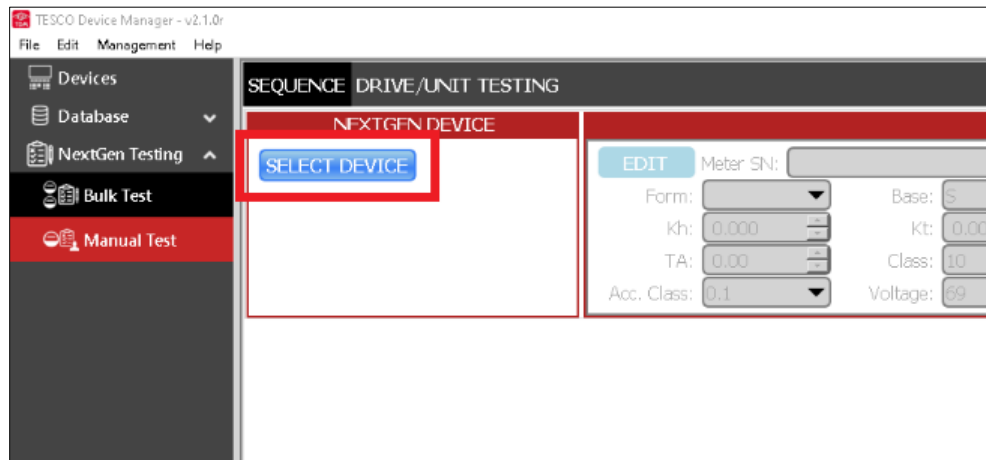 TESCO Device Manager - v2.1.0r
File Edit Management Help
Devices
Database
NextGen Testing
Bulk Test
Manual Test
SEQUENCE DRIVE/UNIT TESTING
NEXTGEN DEVICE
SELECT DEVICE
EDIT Meter SN:
Form: Base: S
Kh: 0.000 Kt: 0.00
TA: 0.00 Class: 10
Acc. Class: 0.1 Voltage: 69